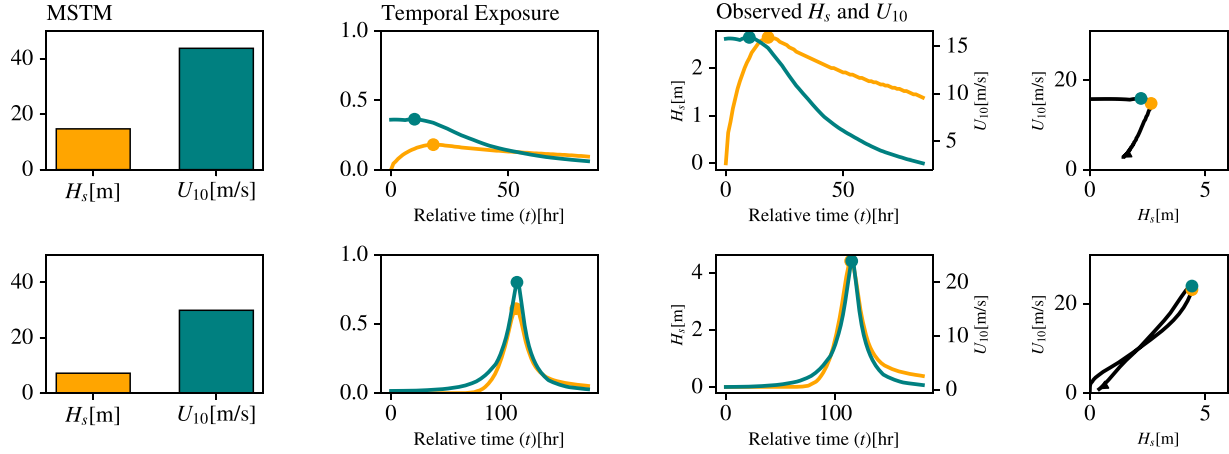 MSTM
Temporal Exposure
Observed Hₛ and U₁₀
40
20
0
Hₛ[m]
U₁₀[m/s]
1.0
0.5
0.0
0
50
Relative time (t)[hr]
2
0
Hₛ[m]
15
10
5
U₁₀[m/s]
0
50
Relative time (t)[hr]
20
0
U₁₀[m/s]
0
5
Hₛ[m]
40
20
0
Hₛ[m]
U₁₀[m/s]
1.0
0.5
0.0
0
100
Relative time (t)[hr]
4
2
0
Hₛ[m]
20
10
0
U₁₀[m/s]
0
100
Relative time (t)[hr]
20
0
U₁₀[m/s]
0
5
Hₛ[m]